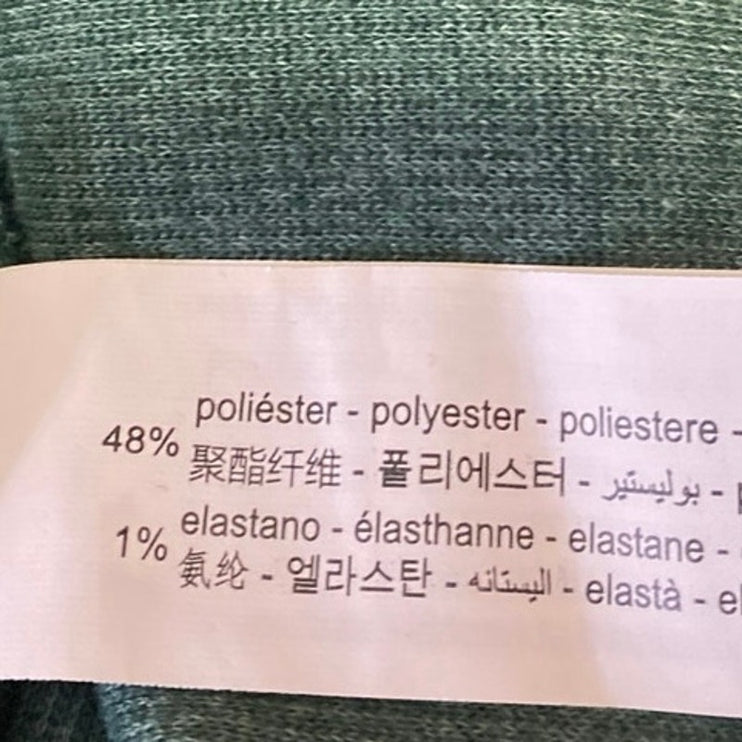 48% poliéster - polyester - poliestere -
聚酯纤维 - 폴리에스터 - بوليستير -
1% elastano - élasthanne - elastane -
氨纶 - 엘라스탄 - اليستانه - elastà - el